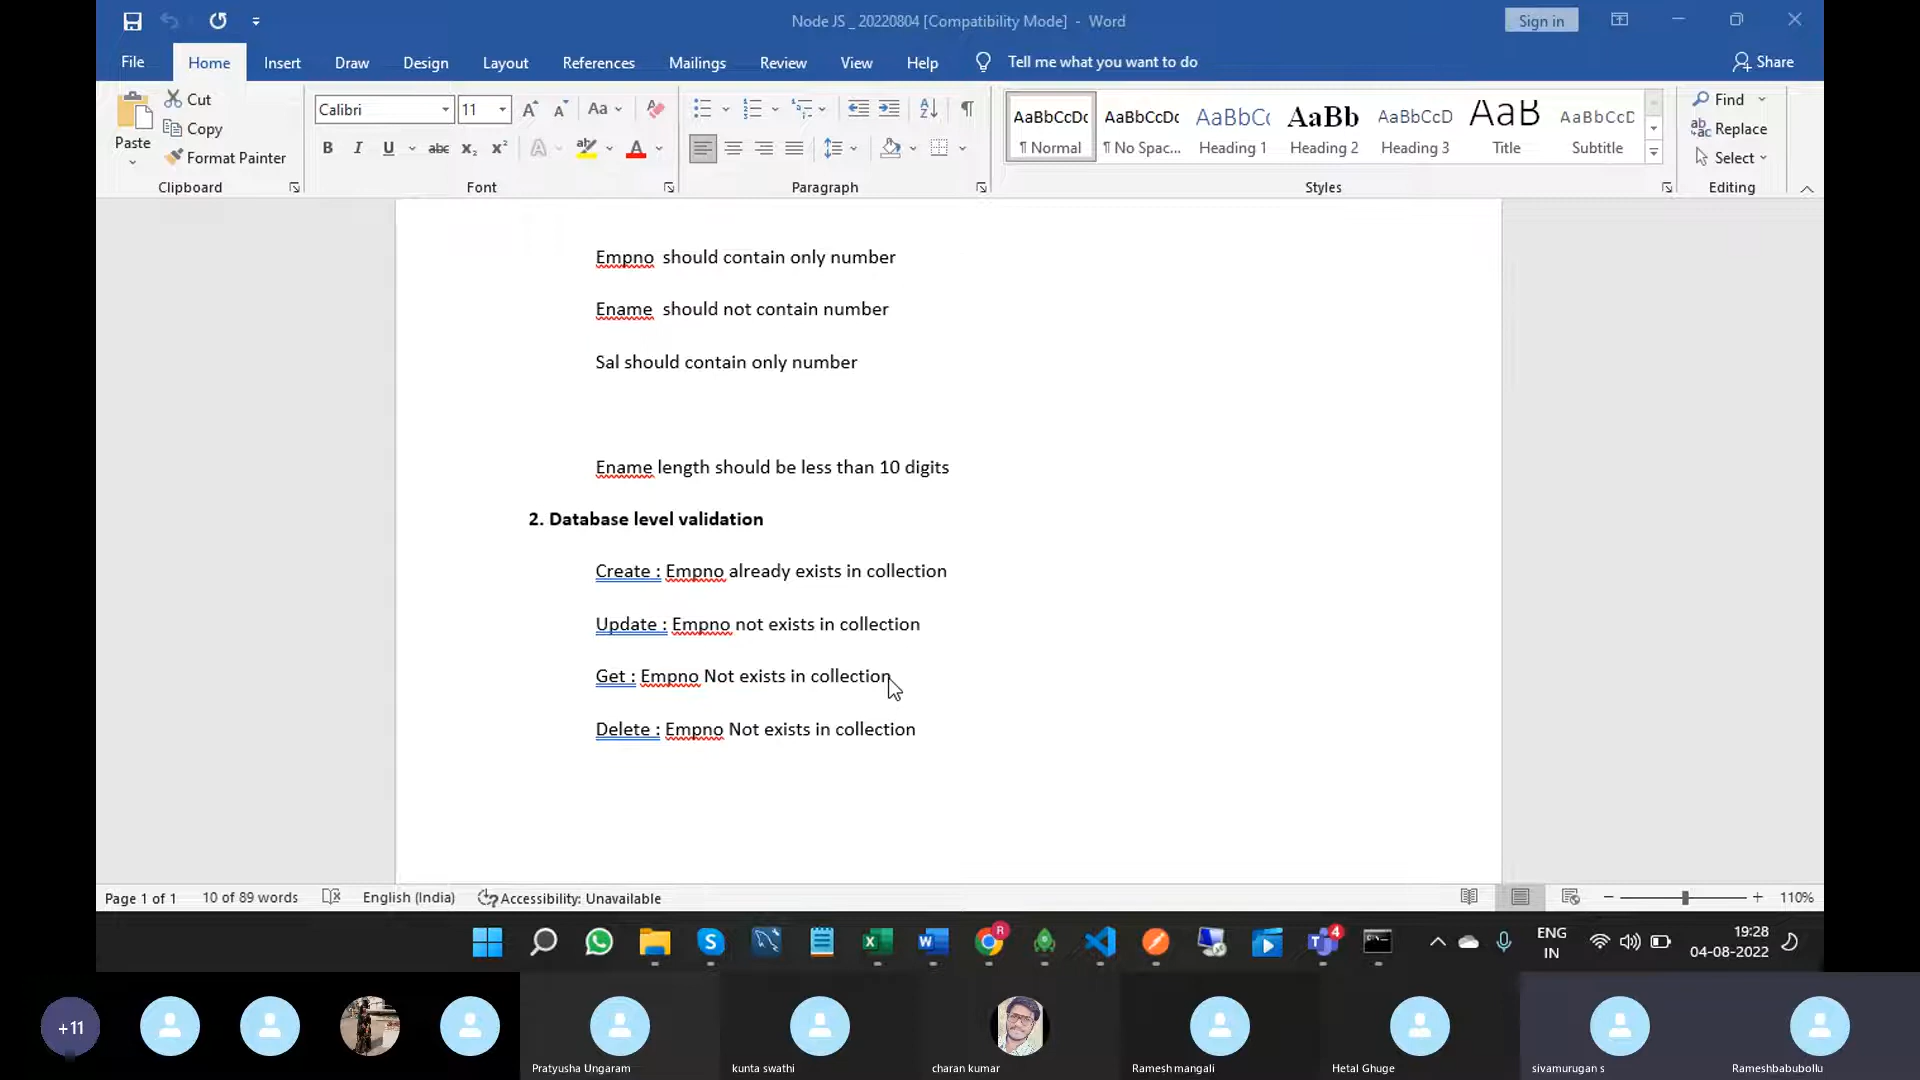 Node JS _ 20220804 [Compatibility Mode] - Word
Sign in
File Home Insert Draw Design Layout References Mailings Review View Help Tell me what you want to do Share
Paste
Cut
Copy
Format Painter
Clipboard
Calibri 11
Font
Paragraph
AaBbCcDc AaBbCcDc AaBbCc AaBb AaBbCcD AaB AaBbCcD
¶ Normal ¶ No Spac... Heading 1 Heading 2 Heading 3 Title Subtitle
Styles
Find
Replace
Select
Editing
Empno should contain only number
Ename should not contain number
Sal should contain only number
Ename length should be less than 10 digits
2. Database level validation
Create : Empno already exists in collection
Update : Empno not exists in collection
Get : Empno Not exists in collection
Delete : Empno Not exists in collection
Page 1 of 1 10 of 89 words English (India) Accessibility: Unavailable 110%
ENG
IN
19:28
04-08-2022
+11
Pratyusha Ungaram
kunta swathi
charan kumar
Ramesh mangali
Hetal Ghuge
sivamurugan s
Rameshbabubollu